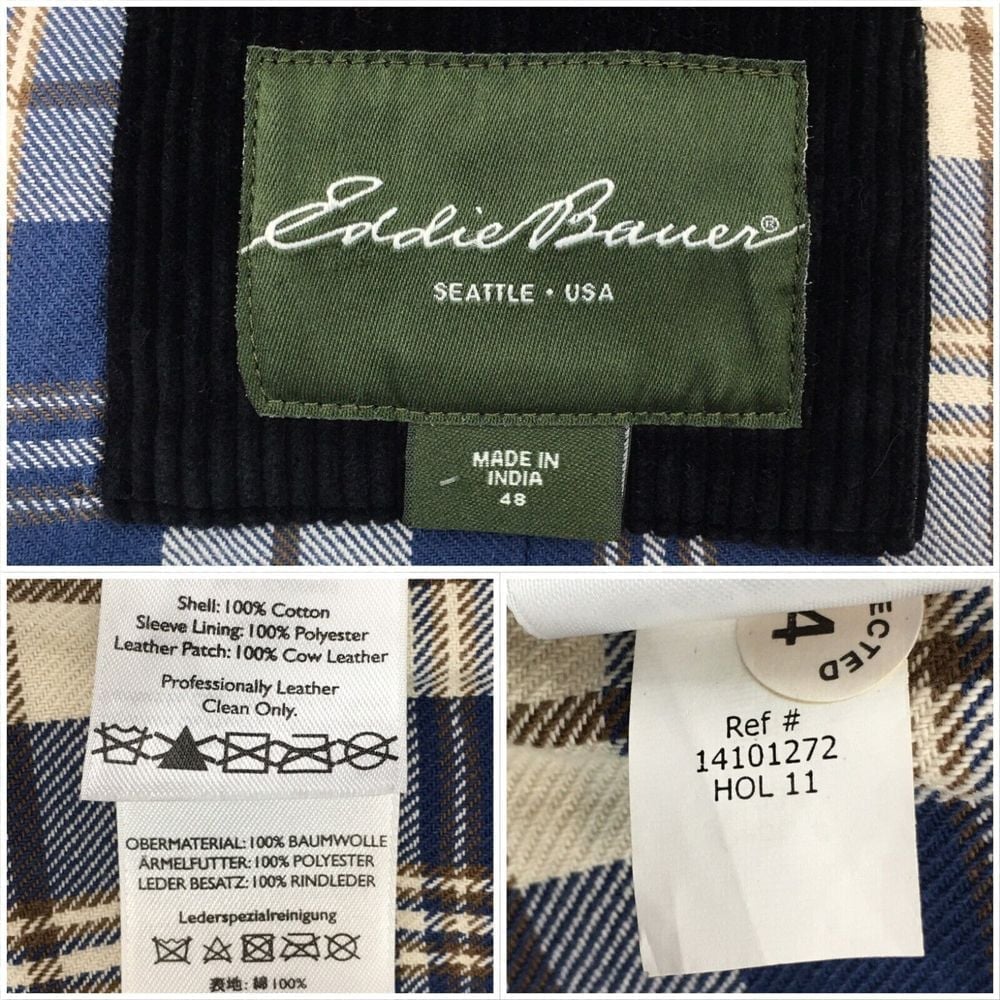 Eddie Bauer®
SEATTLE • USA
MADE IN
INDIA
48
Shell: 100% Cotton
Sleeve Lining: 100% Polyester
Leather Patch: 100% Cow Leather
Professionally Leather
Clean Only.
OBERMATERIAL: 100% BAUMWOLLE
ÄRMELFUTTER: 100% POLYESTER
LEDER BESATZ: 100% RINDLEDER
Lederspezialreinigung
表地: 綿 100%
4
ECTED
Ref #
14101272
HOL 11